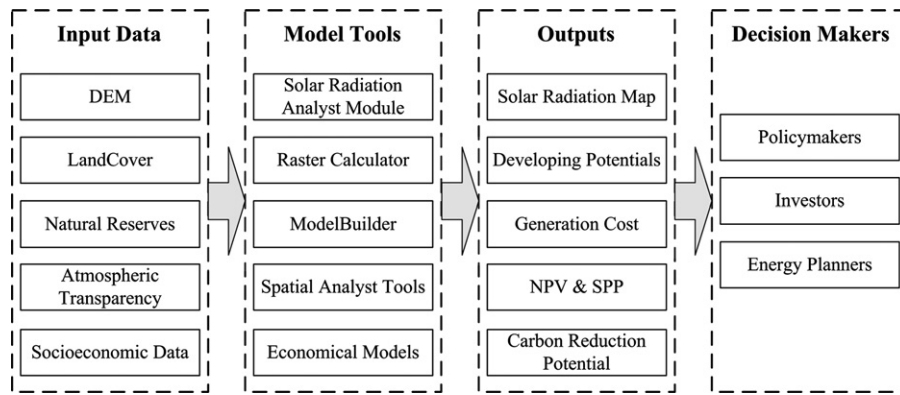 Input Data
DEM
LandCover
Natural Reserves
Atmospheric
Transparency
Socioeconomic Data
Model Tools
Solar Radiation
Analyst Module
Raster Calculator
ModelBuilder
Spatial Analyst Tools
Economical Models
Outputs
Solar Radiation Map
Developing Potentials
Generation Cost
NPV & SPP
Carbon Reduction
Potential
Decision Makers
Policymakers
Investors
Energy Planners